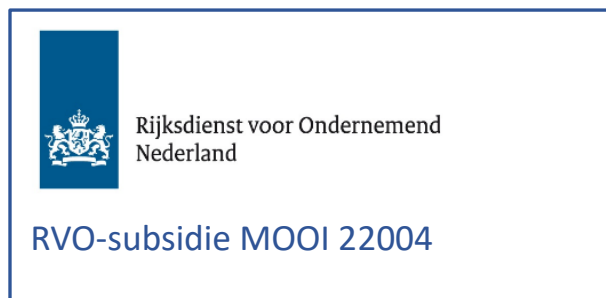 Rijksdienst voor Ondernemend
Nederland
RVO-subsidie MOOI 22004